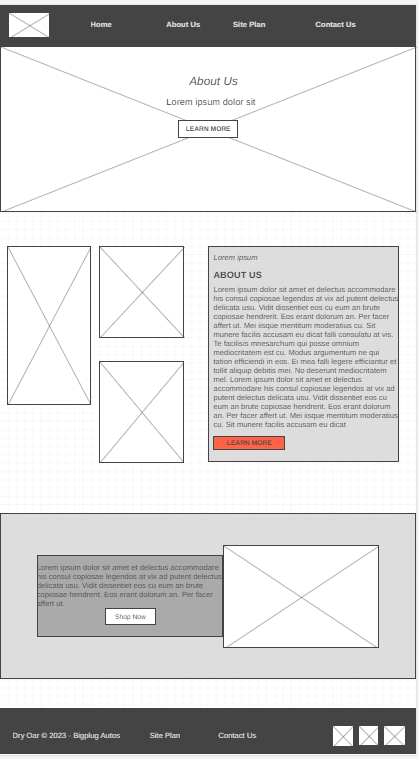 Home About Us Site Plan Contact Us
About Us
Lorem ipsum dolor sit
LEARN MORE
Lorem ipsum
ABOUT US
Lorem ipsum dolor sit amet et delectus accommodare
his consul copiosae legendos at vix ad putent delectus
delicata usu. Vidit dissentiet eos cu eum an brute
copiosae hendrerit. Eos erant dolorum an. Per facer
affert ut. Mei iisque mentitum moderatius cu. Sit
munere facilis accusam eu dicat falli consulatu at vis.
Te facilisis mnesarchum qui posse omnium
mediocritatem est cu. Modus argumentum ne qui
tation efficiendi in eos. Ei mea falli legere efficiantur et
tollit aliquip debitis mei. No deserunt mediocritatem
mel. Lorem ipsum dolor sit amet et delectus
accommodare his consul copiosae legendos at vix ad
putent delectus delicata usu. Vidit dissentiet eos cu
eum an brute copiosae hendrerit. Eos erant dolorum
an. Per facer affert ut. Mei iisque mentitum moderatius
cu. Sit munere facilis accusam eu dicat
LEARN MORE
Lorem ipsum dolor sit amet et delectus accommodare
his consul copiosae legendos at vix ad putent delectus
delicata usu. Vidit dissentiet eos cu eum an brute
copiosae hendrerit. Eos erant dolorum an. Per facer
affert ut.
Shop Now
Dry Oar © 2023 - Bigplug Autos Site Plan Contact Us